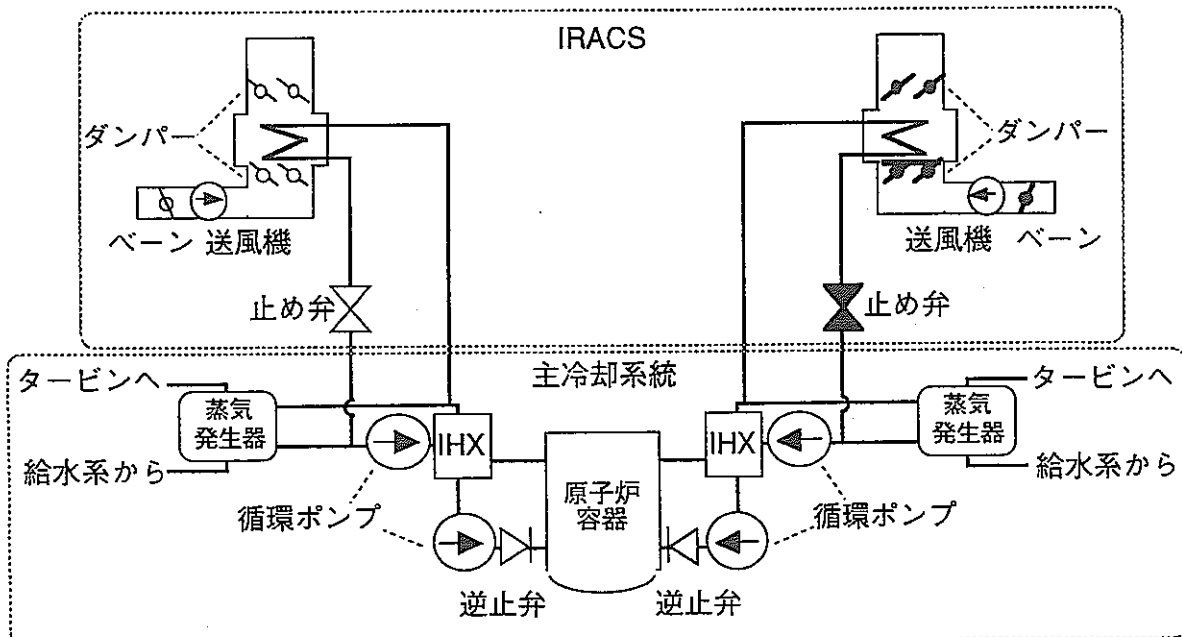 IRACS
ダンパー
ダンパー
ベーン 送風機
送風機 ベーン
止め弁
止め弁
主冷却系統
タービンへ
タービンへ
蒸気
発生器
蒸気
発生器
IHX
IHX
給水系から
給水系から
原子炉
容器
循環ポンプ
循環ポンプ
逆止弁
逆止弁